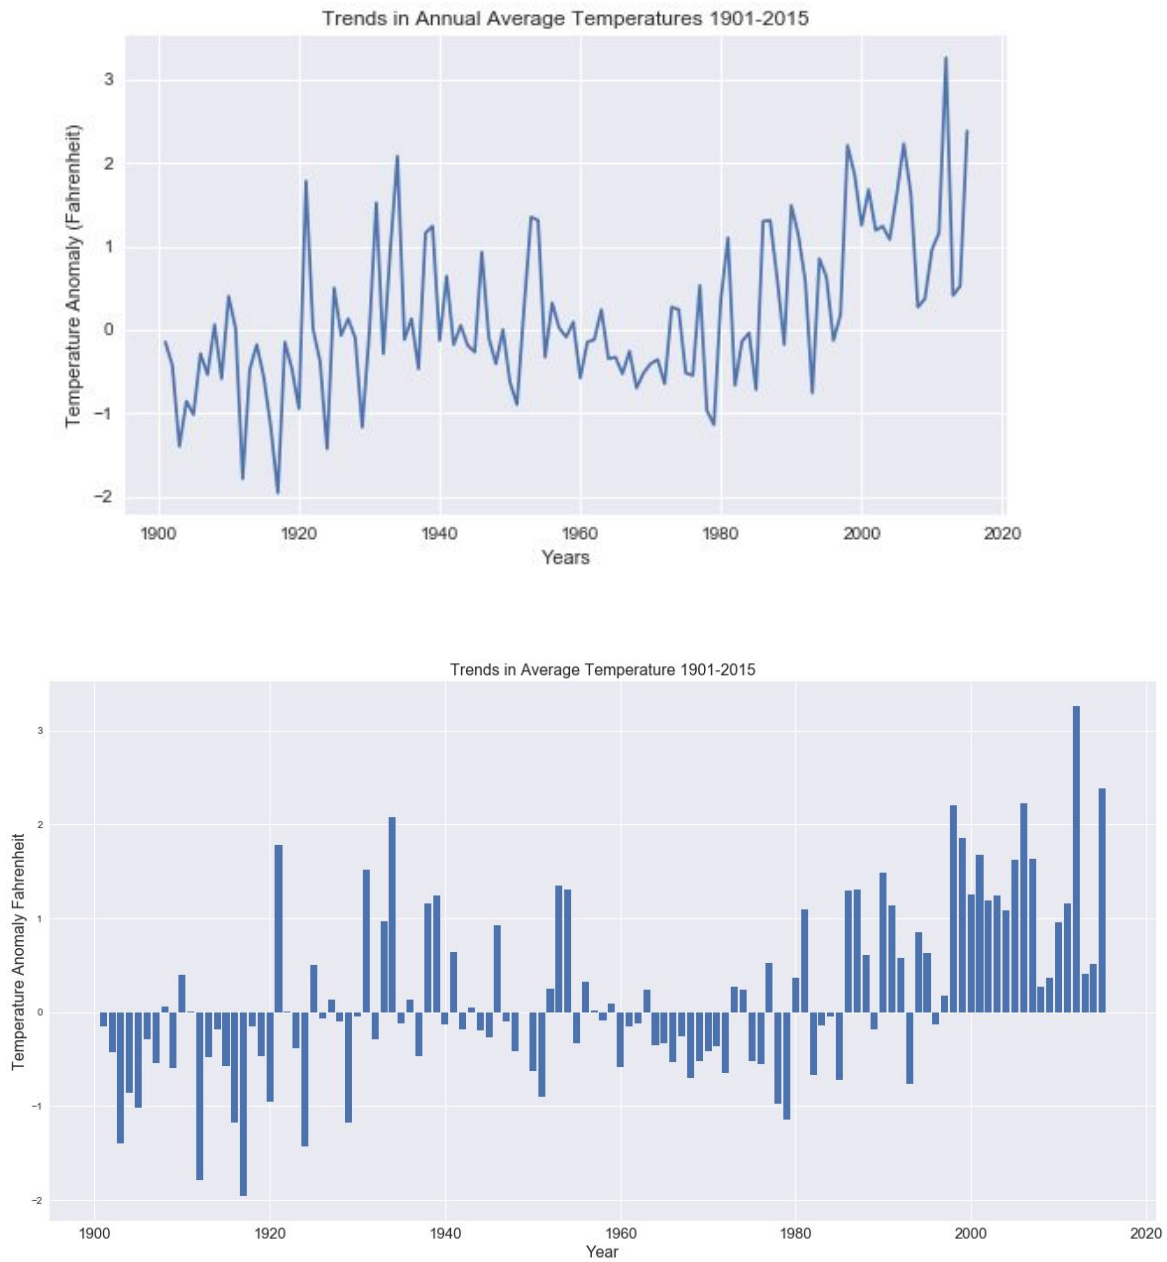 Trends in Annual Average Temperatures 1901-2015
Temperature Anomaly (Fahrenheit)
3
2
1
0
−1
−2
1900 1920 1940 1960 1980 2000 2020
Years
Trends in Average Temperature 1901-2015
Temperature Anomaly Fahrenheit
3
2
1
0
−1
−2
1900 1920 1940 1960 1980 2000 2020
Year